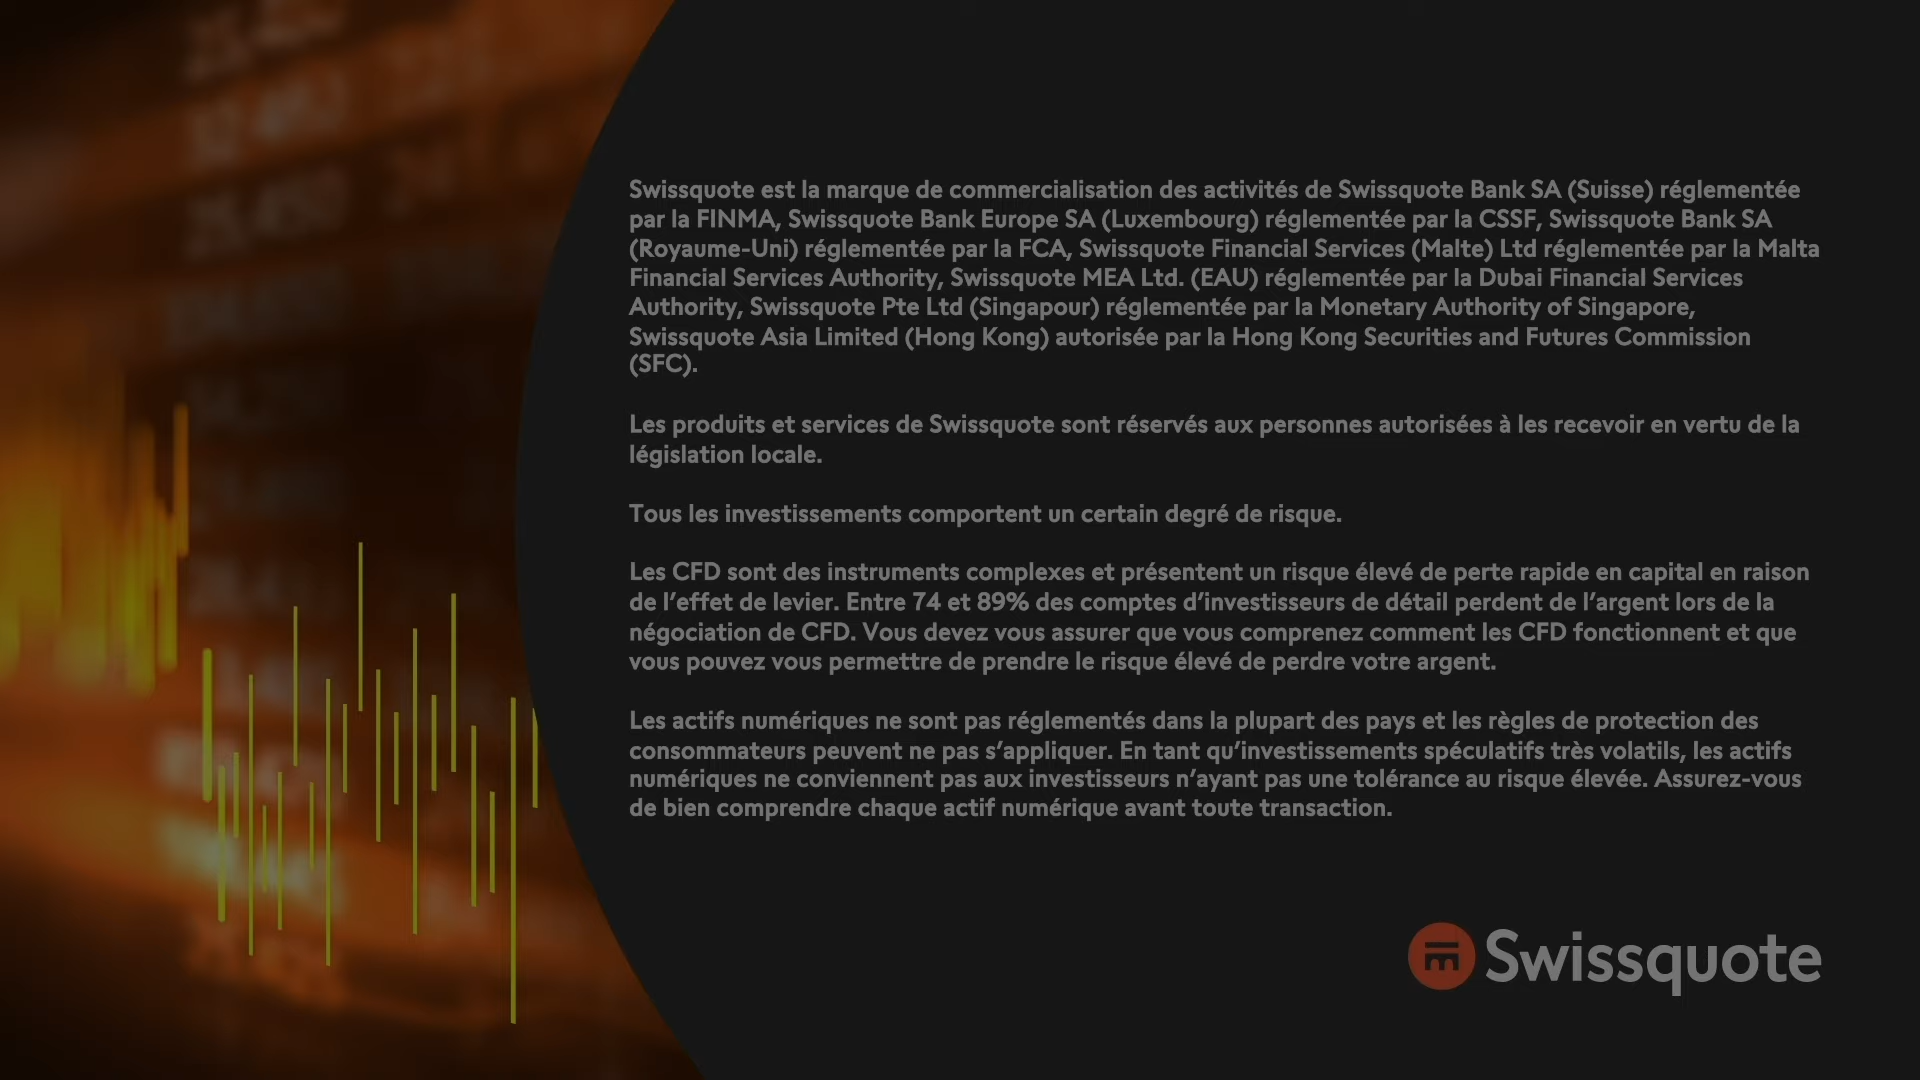 Swissquote est la marque de commercialisation des activités de Swissquote Bank SA (Suisse) réglementée
par la FINMA, Swissquote Bank Europe SA (Luxembourg) réglementée par la CSSF, Swissquote Bank SA
(Royaume-Uni) réglementée par la FCA, Swissquote Financial Services (Malte) Ltd réglementée par la Malta
Financial Services Authority, Swissquote MEA Ltd. (EAU) réglementée par la Dubai Financial Services
Authority, Swissquote Pte Ltd (Singapour) réglementée par la Monetary Authority of Singapore,
Swissquote Asia Limited (Hong Kong) autorisée par la Hong Kong Securities and Futures Commission
(SFC).
Les produits et services de Swissquote sont réservés aux personnes autorisées à les recevoir en vertu de la
législation locale.
Tous les investissements comportent un certain degré de risque.
Les CFD sont des instruments complexes et présentent un risque élevé de perte rapide en capital en raison
de l’effet de levier. Entre 74 et 89% des comptes d’investisseurs de détail perdent de l’argent lors de la
négociation de CFD. Vous devez vous assurer que vous comprenez comment les CFD fonctionnent et que
vous pouvez vous permettre de prendre le risque élevé de perdre votre argent.
Les actifs numériques ne sont pas réglementés dans la plupart des pays et les règles de protection des
consommateurs peuvent ne pas s’appliquer. En tant qu’investissements spéculatifs très volatils, les actifs
numériques ne conviennent pas aux investisseurs n’ayant pas une tolérance au risque élevée. Assurez-vous
de bien comprendre chaque actif numérique avant toute transaction.
Swissquote